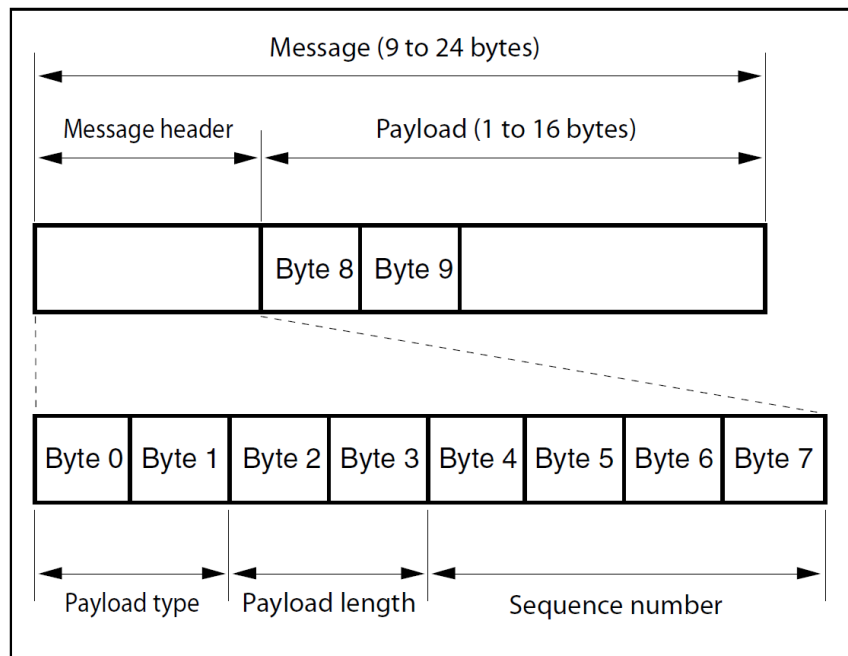 Message (9 to 24 bytes)
Message header Payload (1 to 16 bytes)
Byte 8 Byte 9
Byte 0 Byte 1 Byte 2 Byte 3 Byte 4 Byte 5 Byte 6 Byte 7
Payload type Payload length Sequence number